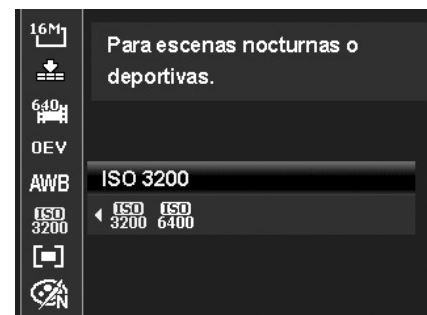 16M
Para escenas nocturnas o
deportivas.
640
0EV
AWB
ISO 3200
ISO
3200
ISO
3200
ISO
6400
N